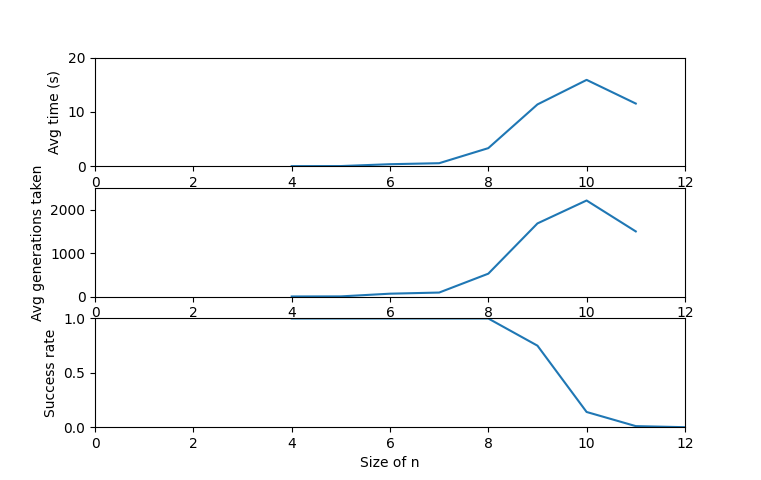 Avg time (s)
20
10
0
0 2 4 6 8 10 12
Avg generations taken
2000
1000
0
0 2 4 6 8 10 12
Success rate
1.0
0.5
0.0
0 2 4 6 8 10 12
Size of n